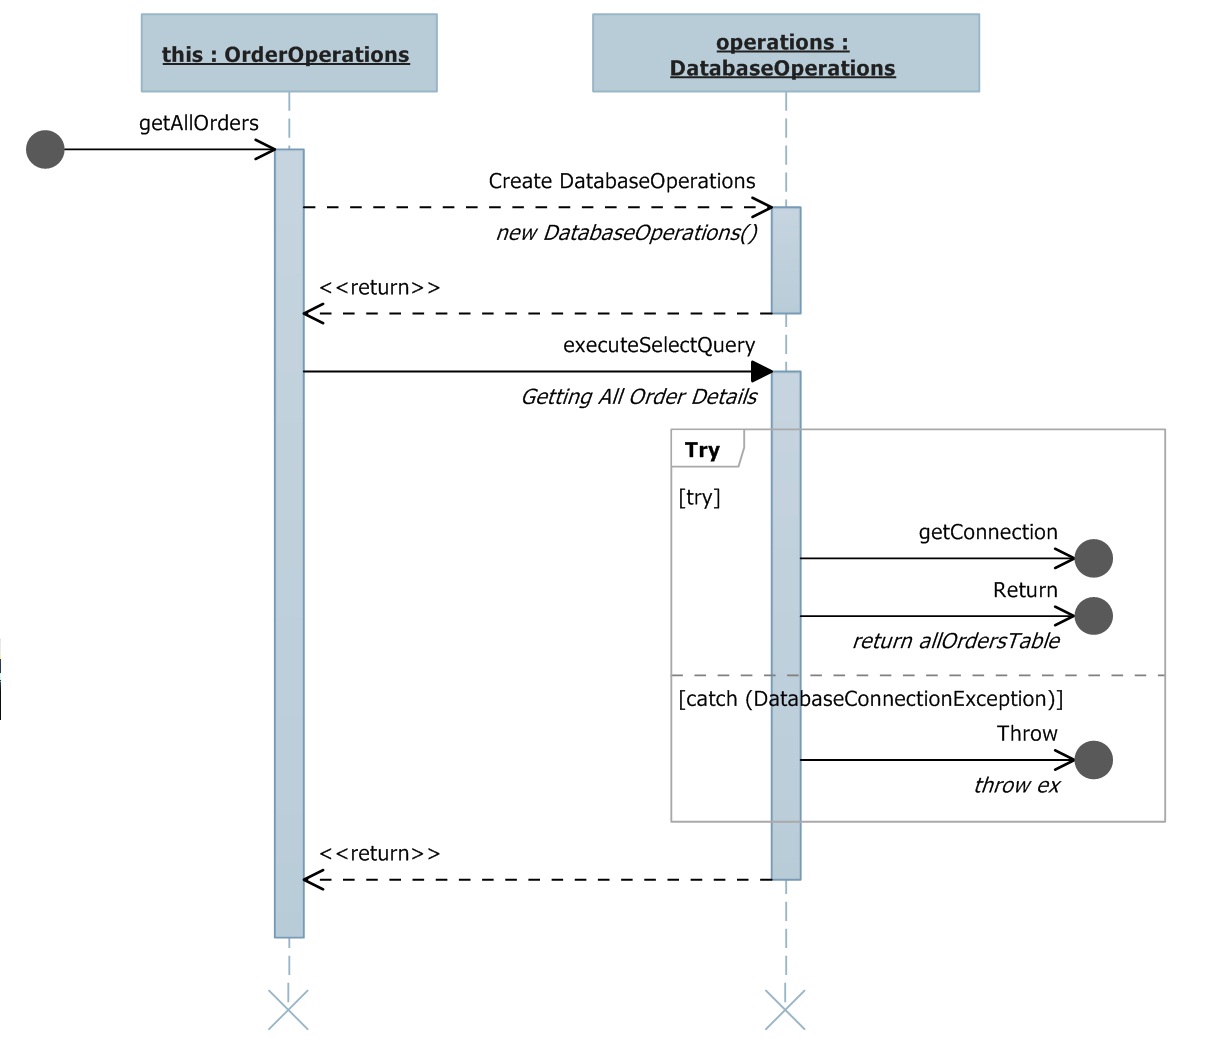 this : OrderOperations
operations :
DatabaseOperations
getAllOrders
Create DatabaseOperations
new DatabaseOperations()
<<return>>
executeSelectQuery
Getting All Order Details
Try
[try]
getConnection
Return
return allOrdersTable
[catch (DatabaseConnectionException)]
Throw
throw ex
<<return>>